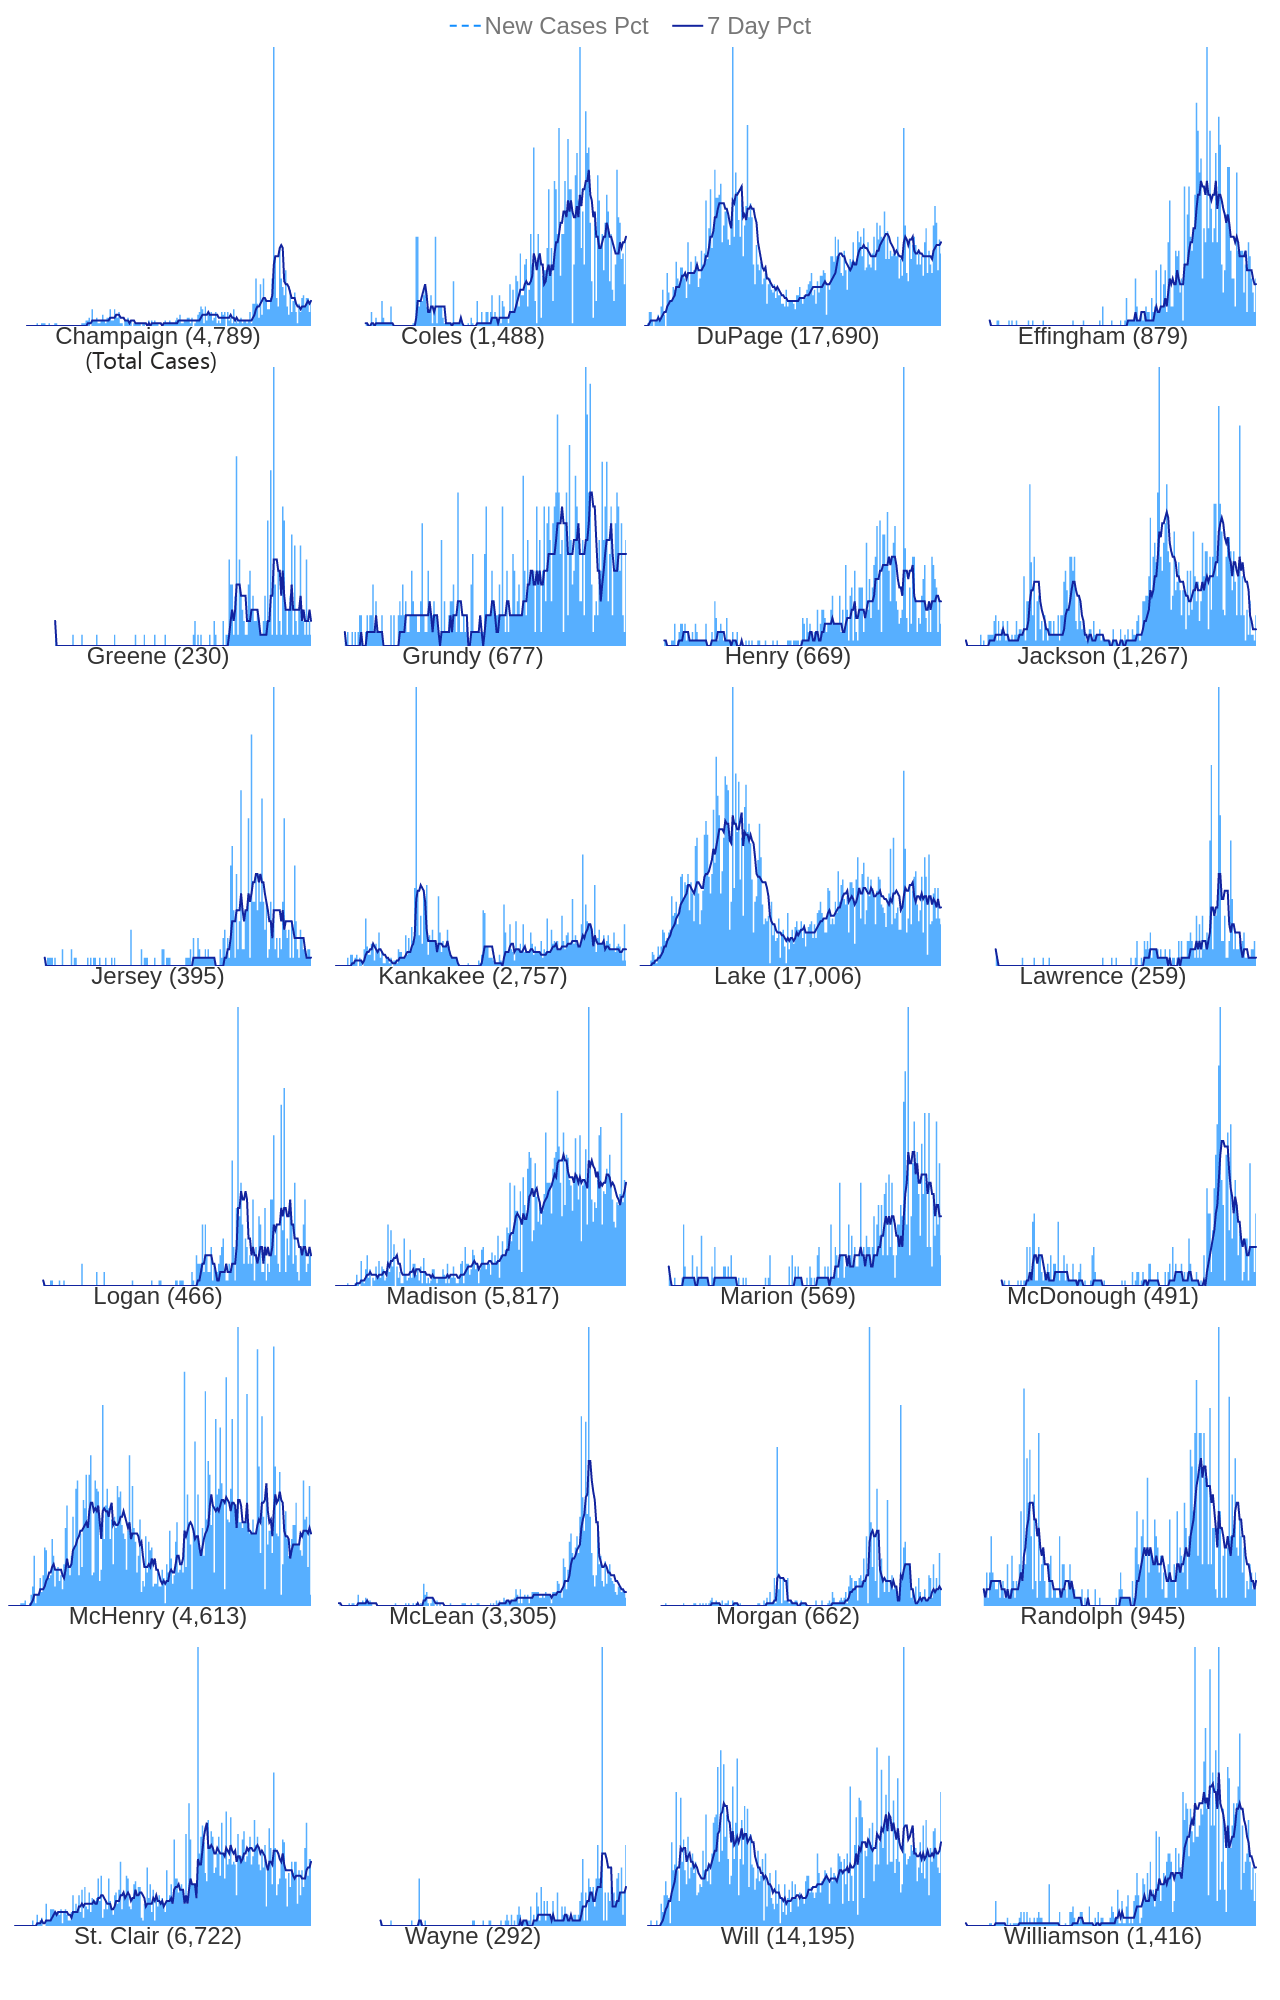 New Cases Pct 7 Day Pct
Champaign (4,789) Coles (1,488) DuPage (17,690) Effingham (879)
(Total Cases)
Greene (230) Grundy (677) Henry (669) Jackson (1,267)
Jersey (395) Kankakee (2,757) Lake (17,006) Lawrence (259)
Logan (466) Madison (5,817) Marion (569) McDonough (491)
McHenry (4,613) McLean (3,305) Morgan (662) Randolph (945)
St. Clair (6,722) Wayne (292) Will (14,195) Williamson (1,416)